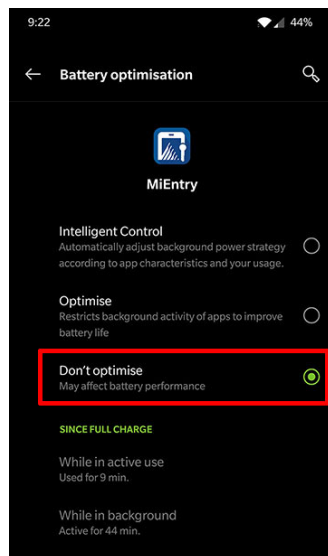 9:22 44%
Battery optimisation
MiEntry
Intelligent Control
Automatically adjust background power strategy
according to app characteristics and your usage.
Optimise
Restricts background activity of apps to improve
battery life
Don't optimise
May affect battery performance
SINCE FULL CHARGE
While in active use
Used for 9 min.
While in background
Active for 44 min.